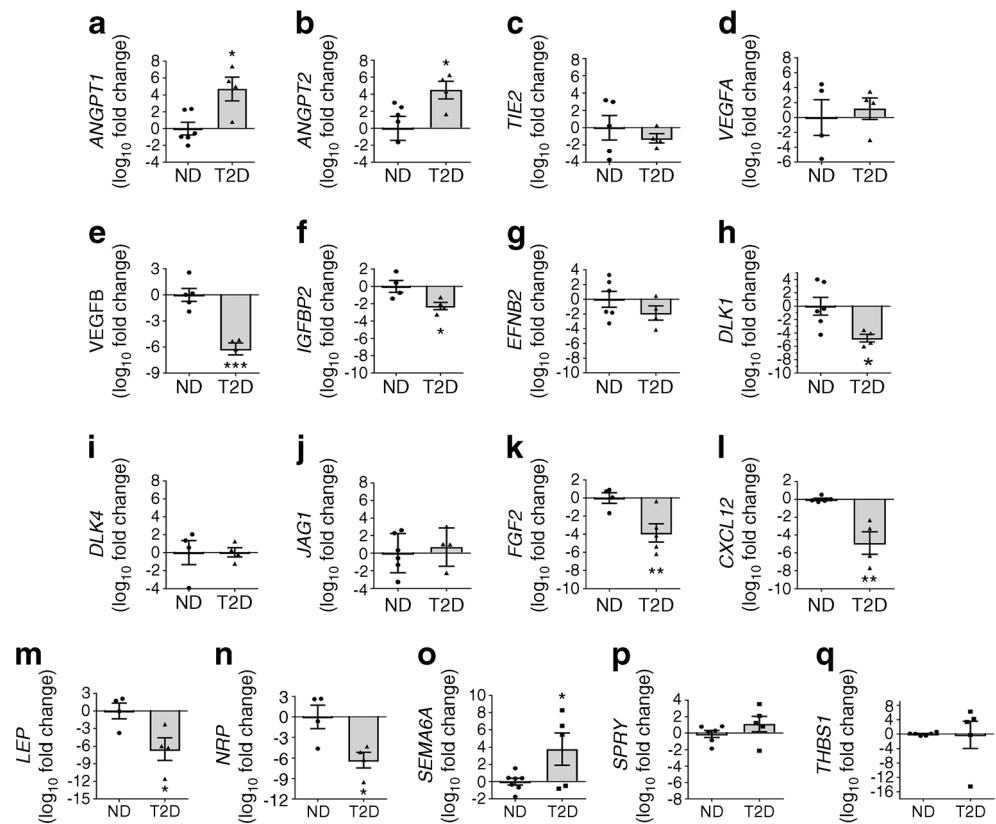 a b c d
ANGPT1
(log10 fold change)
8
6
4
2
0
-2
-4
*
ND T2D
ANGPT2
(log10 fold change)
8
6
4
2
0
-2
-4
*
ND T2D
TIE2
(log10 fold change)
8
6
4
2
0
-2
-4
ND T2D
VEGFA
(log10 fold change)
8
6
4
2
0
-2
-4
-6
ND T2D
e f g h
VEGFB
(log10 fold change)
3
0
-3
-6
-9
***
ND T2D
IGFBP2
(log10 fold change)
2
0
-2
-4
-6
-8
-10
*
ND T2D
EFNB2
(log10 fold change)
4
2
0
-2
-4
-6
-8
-10
ND T2D
DLK1
(log10 fold change)
4
2
0
-2
-4
-6
-8
-10
*
ND T2D
i j k l
DLK4
(log10 fold change)
8
6
4
2
0
-2
-4
ND T2D
JAG1
(log10 fold change)
8
6
4
2
0
-2
-4
ND T2D
FGF2
(log10 fold change)
2
0
-2
-4
-6
-8
-10
**
ND T2D
CXCL12
(log10 fold change)
2
0
-2
-4
-6
-8
-10
**
ND T2D
m n o p q
LEP
(log10 fold change)
3
0
-3
-6
-9
-12
-15
*
ND T2D
NRP
(log10 fold change)
3
0
-3
-6
-9
-12
*
ND T2D
SEMA6A
(log10 fold change)
10
8
6
4
2
0
-2
*
ND T2D
SPRY
(log10 fold change)
4
2
0
-2
-4
-6
-8
ND T2D
THBS1
(log10 fold change)
8
4
0
-4
-8
-12
-16
ND T2D